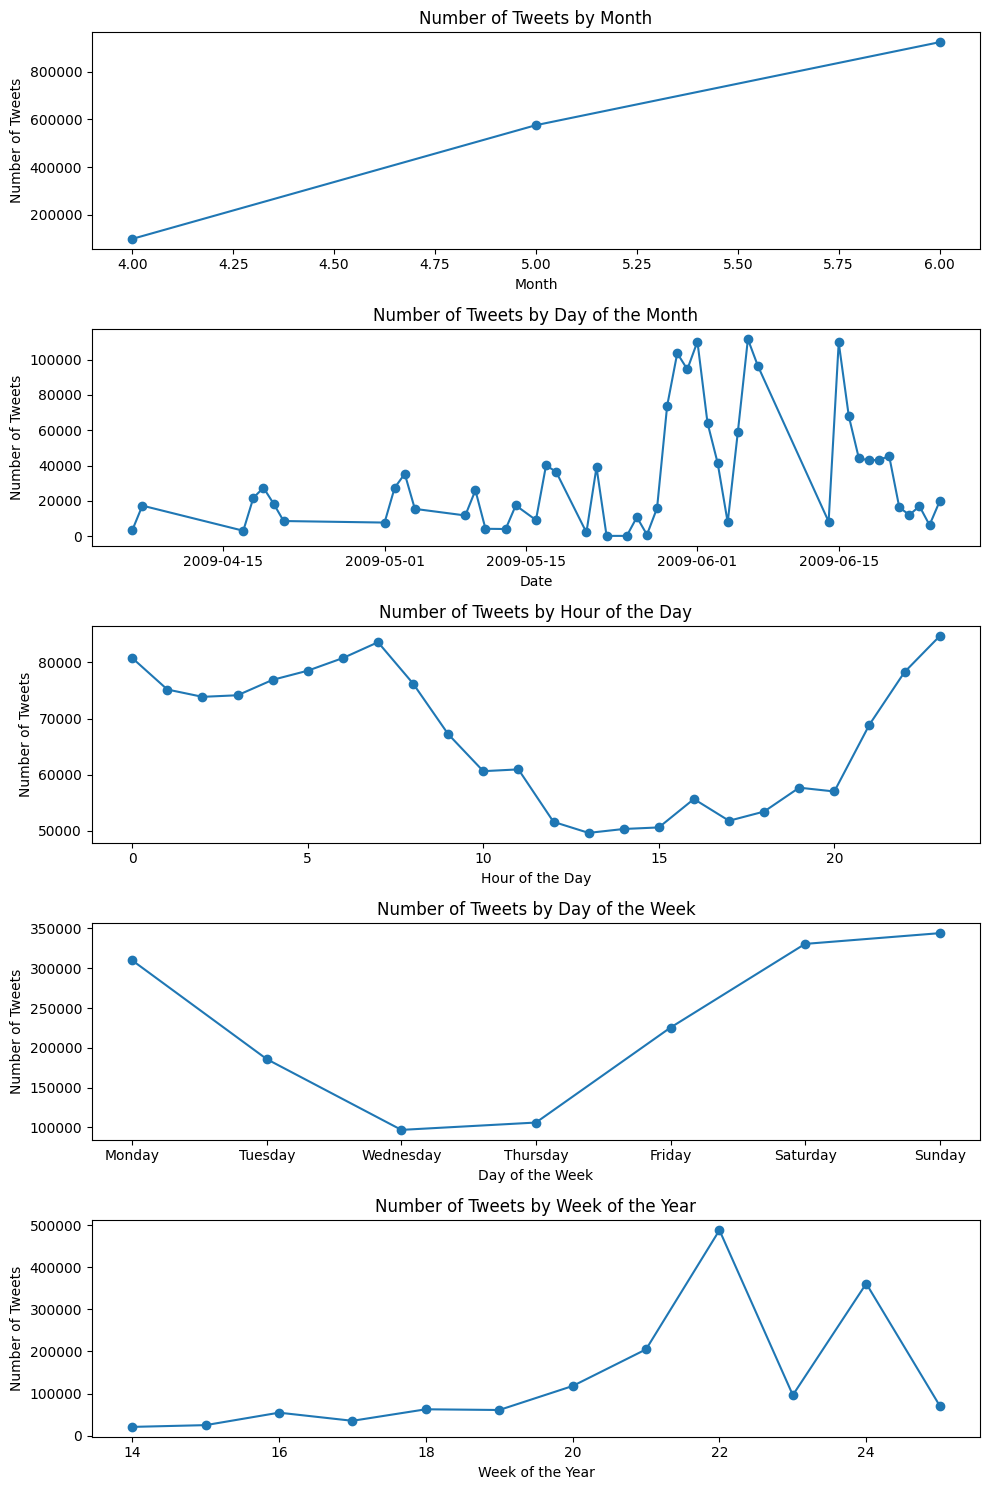 Number of Tweets by Month
Number of Tweets
800000
600000
400000
200000
4.00 4.25 4.50 4.75 5.00 5.25 5.50 5.75 6.00
Month
Number of Tweets by Day of the Month
Number of Tweets
100000
80000
60000
40000
20000
0
2009-04-15 2009-05-01 2009-05-15 2009-06-01 2009-06-15
Date
Number of Tweets by Hour of the Day
Number of Tweets
80000
70000
60000
50000
0 5 10 15 20
Hour of the Day
Number of Tweets by Day of the Week
Number of Tweets
350000
300000
250000
200000
150000
100000
Monday Tuesday Wednesday Thursday Friday Saturday Sunday
Day of the Week
Number of Tweets by Week of the Year
Number of Tweets
500000
400000
300000
200000
100000
0
14 16 18 20 22 24
Week of the Year